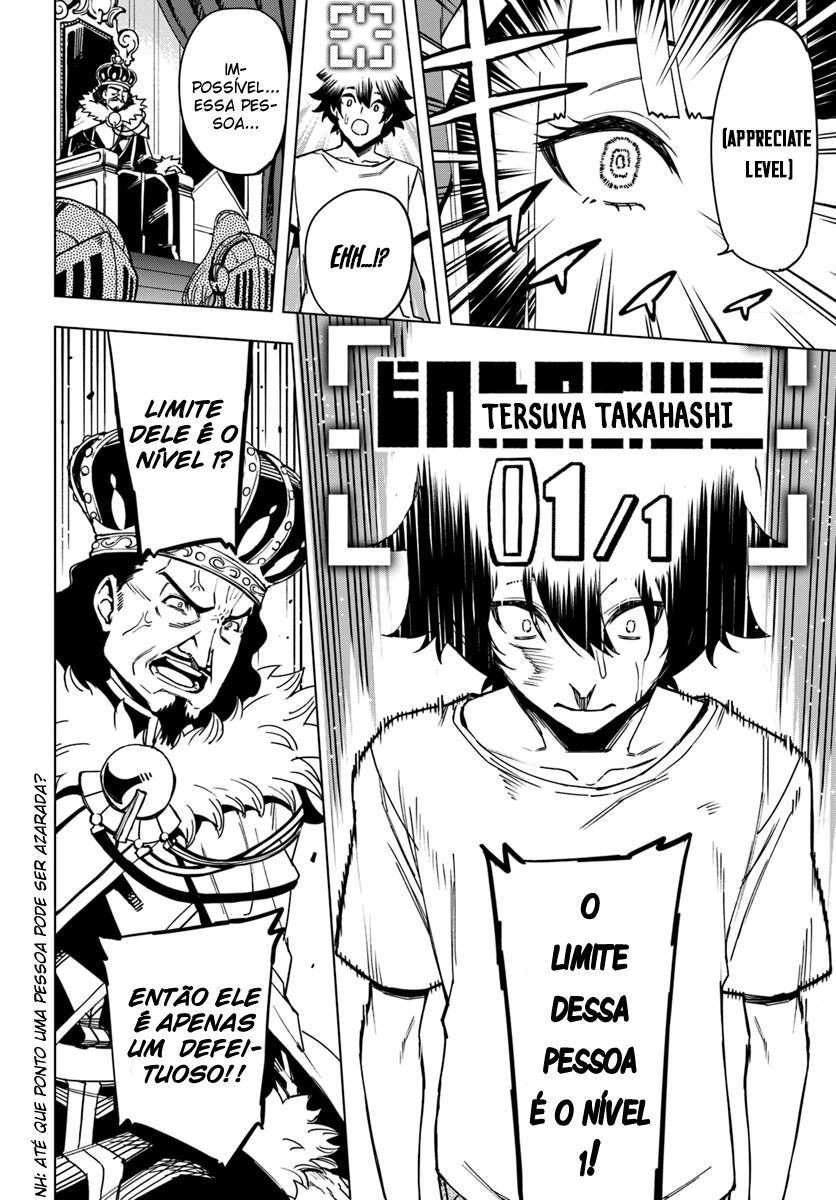 (APPRECIATE
LEVEL)
IM-
POSSÍVEL...
ESSA PES-
SOA...
EHH...!?
TERSUYA TAKAHASHI
01/1
O
LIMITE
DESSA
PESSOA
É O NÍVEL
1!
LIMITE
DELE É O
NÍVEL 1?
ENTÃO ELE
É APENAS
UM DEFEI-
TUOSO!!
NH: ATÉ QUE PONTO UMA PESSOA PODE SER AZARADA?